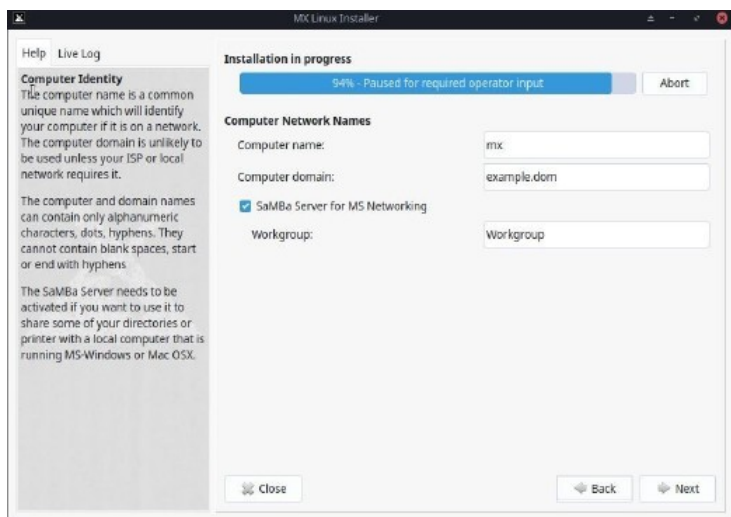 MX Linux Installer
Help
Live Log
Computer Identity
The computer name is a common
unique name which will identify
your computer if it is on a network.
The computer domain is unlikely to
be used unless your ISP or local
network requires it.
The computer and domain names
can contain only alphanumeric
characters, dots, hyphens. They
cannot contain blank spaces, start
or end with hyphens
The SaMBa Server needs to be
activated if you want to use it to
share some of your directories or
printer with a local computer that is
running MS-Windows or Mac OSX.
Installation in progress
94% - Paused for required operator input
Abort
Computer Network Names
Computer name:
mx
Computer domain:
example.dom
SaMBa Server for MS Networking
Workgroup:
Workgroup
Close
Back
Next